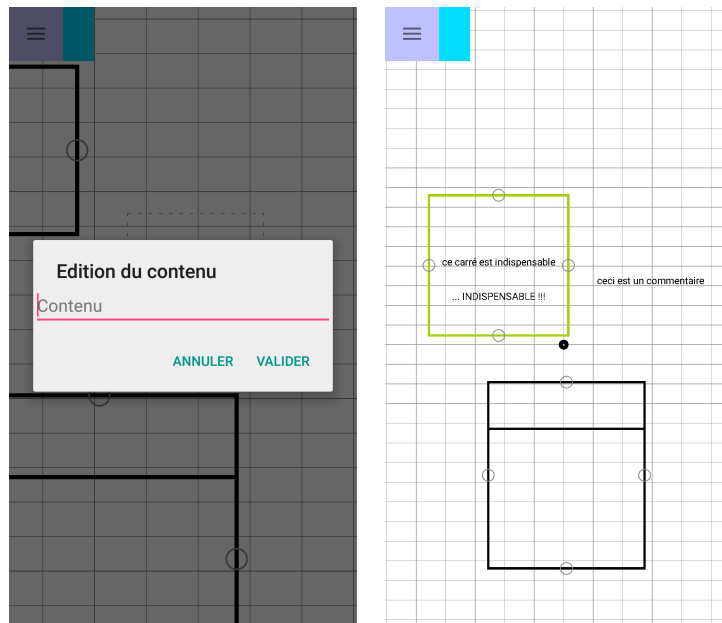 Edition du contenu
Contenu
ANNULER VALIDER
ce carré est indispensable
... INDISPENSABLE !!!
ceci est un commentaire